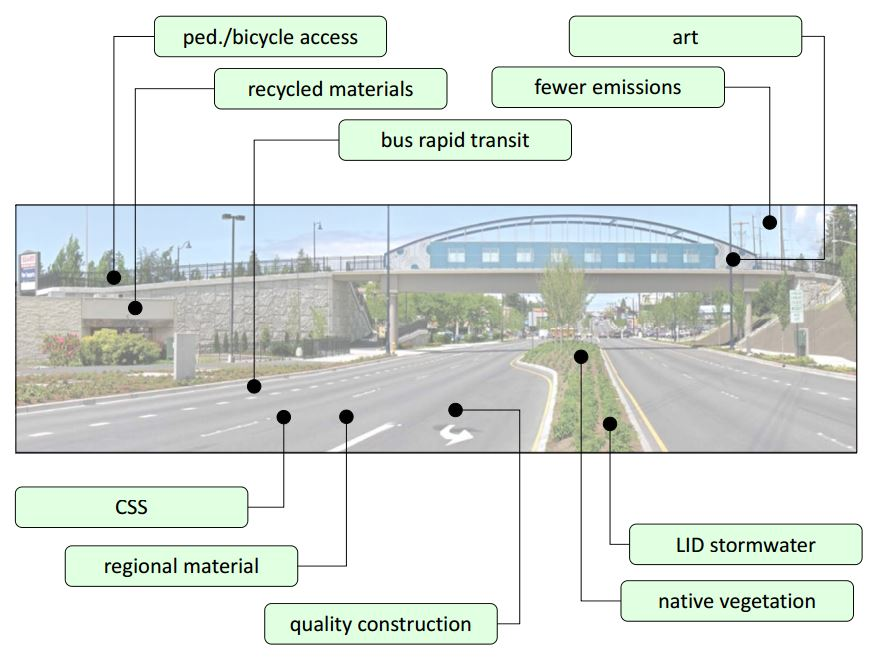 ped./bicycle access
art
recycled materials
fewer emissions
bus rapid transit
CSS
LID stormwater
regional material
native vegetation
quality construction